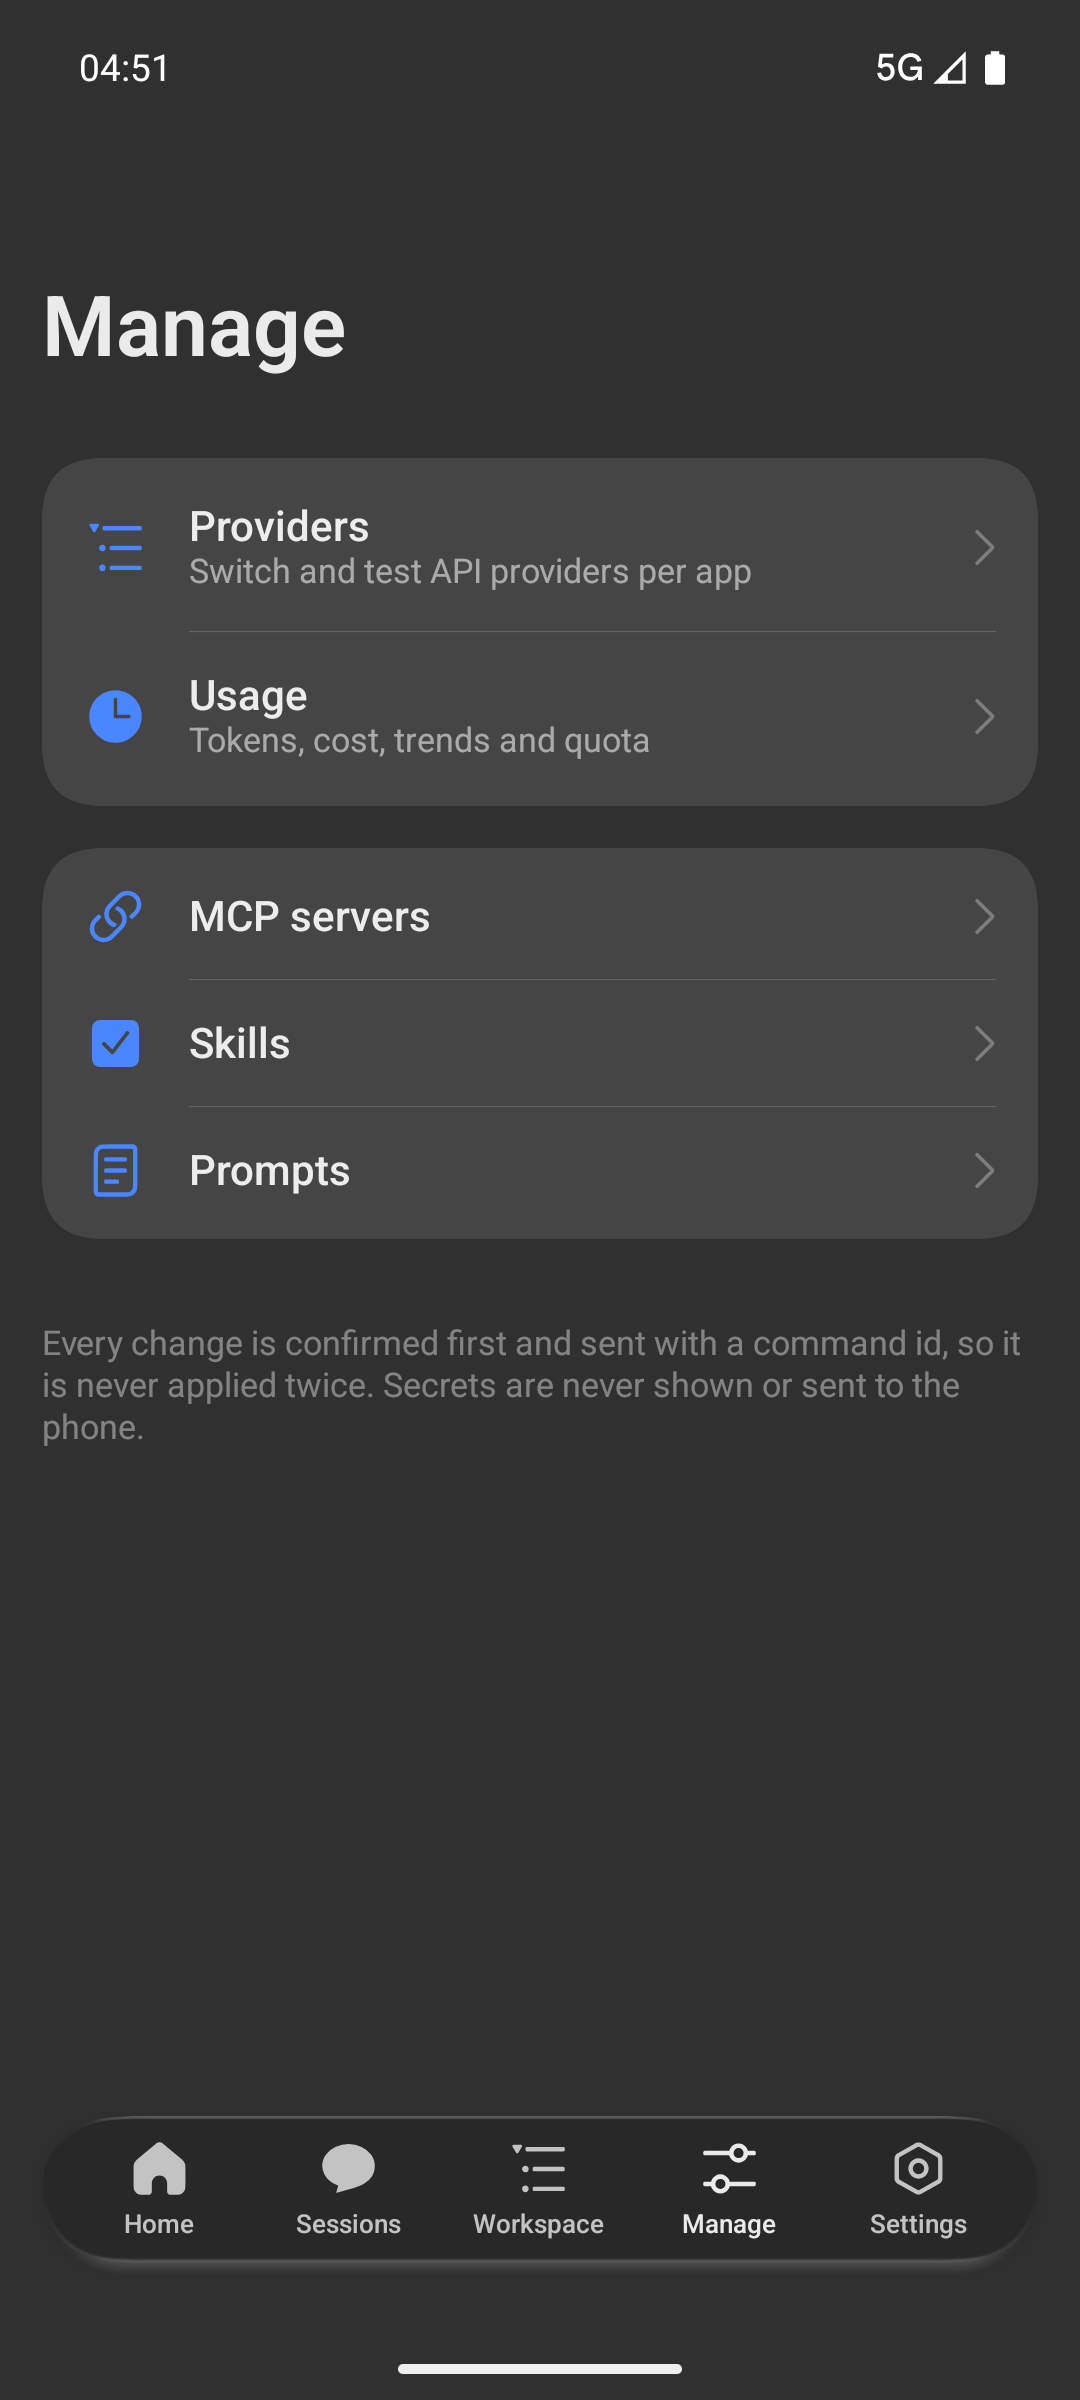 04:51
5G
Manage
Providers
Switch and test API providers per app
Usage
Tokens, cost, trends and quota
MCP servers
Skills
Prompts
Every change is confirmed first and sent with a command id, so it
is never applied twice. Secrets are never shown or sent to the
phone.
Home
Sessions
Workspace
Manage
Settings